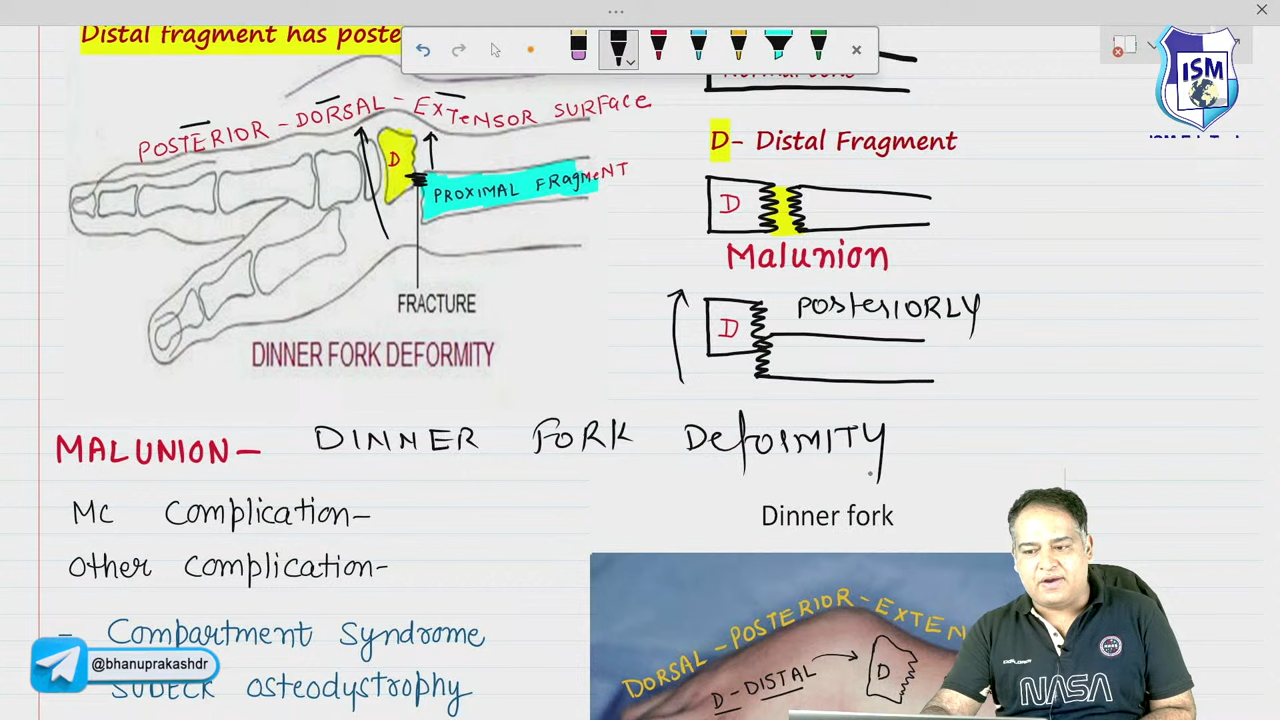 Distal fragment has poste
ISM
POSTERIOR - DORSAL - EXTENSOR SURFACE
D
PROXIMAL FRAGMENT
FRACTURE
DINNER FORK DEFORMITY
D- Distal Fragment
D
Malunion
POSTERIORLY
D
MALUNION- DINNER FORK DeFORMITY
Mc Complication-
Other Complication-
- Compartment Syndrome
SUDECK osteodystrophy
@bhanuprakashdr
Dinner fork
DORSAL - POSTERIOR - EXTEN
D - DISTAL
D
EXPLORER
NASA